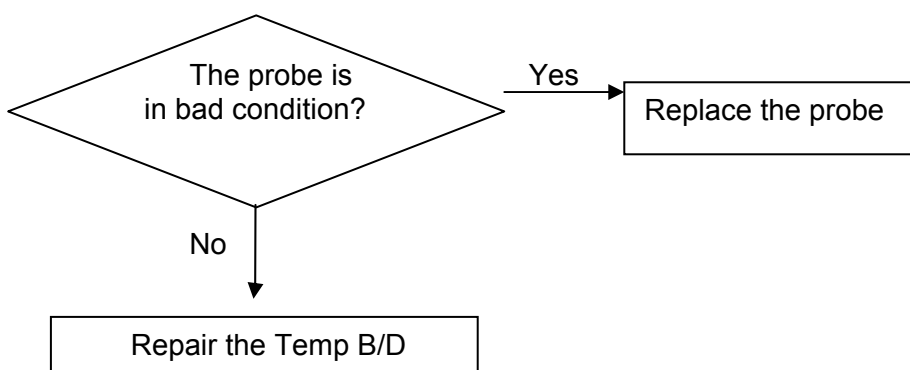 The probe is
in bad condition?
Yes
Replace the probe
No
Repair the Temp B/D